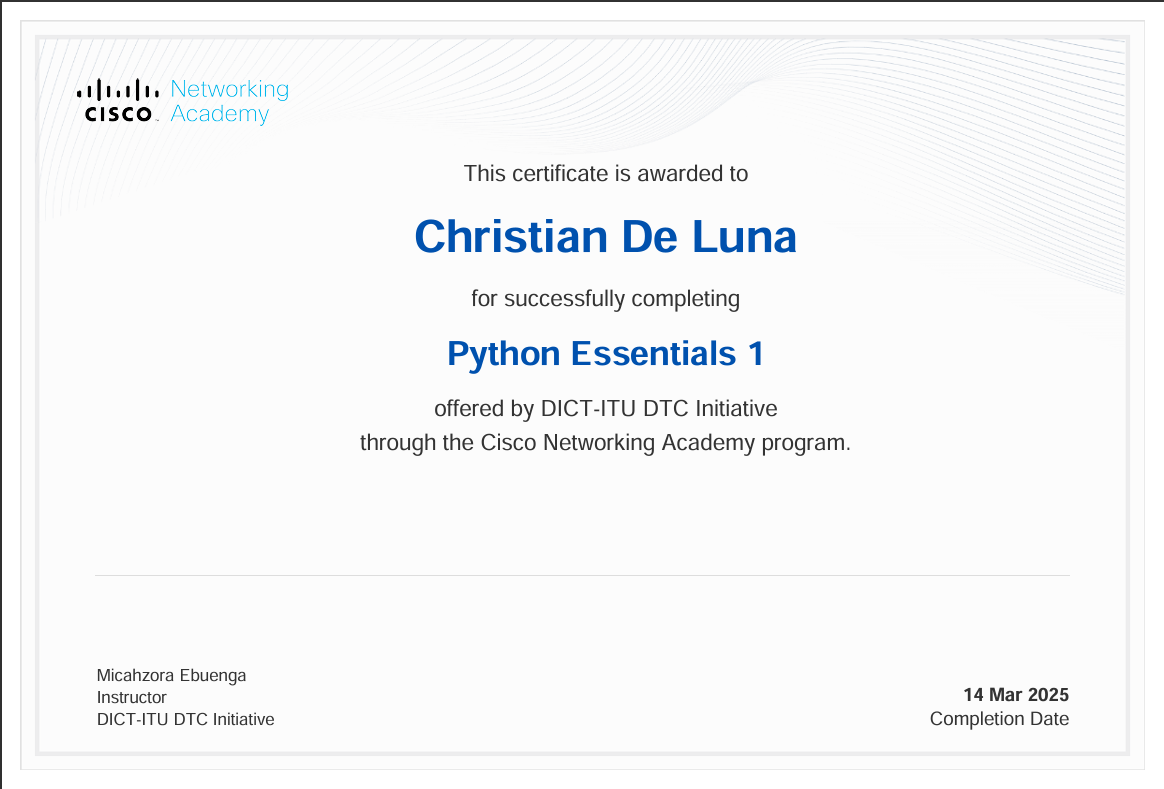 Networking
CISCO Academy
This certificate is awarded to
Christian De Luna
for successfully completing
Python Essentials 1
offered by DICT-ITU DTC Initiative
through the Cisco Networking Academy program.
Micahzora Ebuenga
Instructor
DICT-ITU DTC Initiative
14 Mar 2025
Completion Date